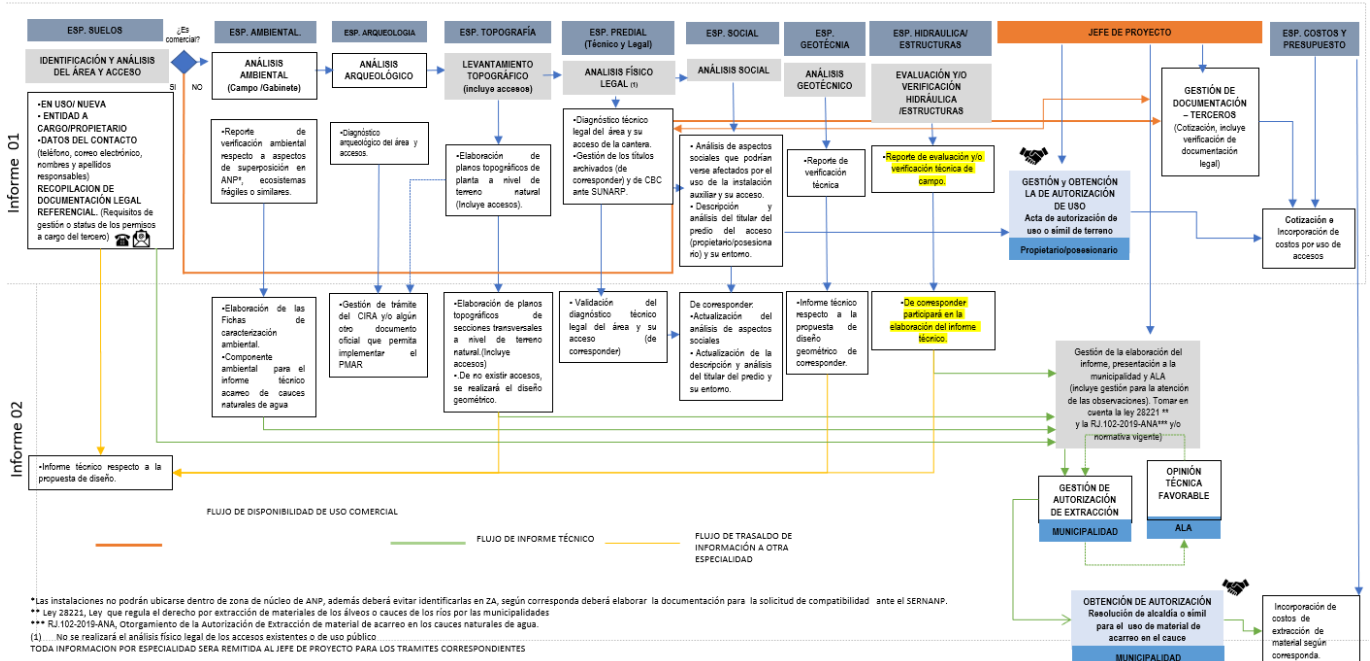 ESP. SUELOS
¿Es
comercial?
ESP. AMBIENTAL.
ESP. ARQUEOLOGIA
ESP. TOPOGRAFÍA
ESP. PREDIAL
(Técnico y Legal)
ESP. SOCIAL
ESP.
GEOTÉCNIA
ESP. HIDRAULICA/
ESTRUCTURAS
JEFE DE PROYECTO
ESP. COSTOS Y
PRESUPUESTO
IDENTIFICACIÓN Y ANÁLISIS
DEL ÁREA Y ACCESO
SI
NO
ANÁLISIS
AMBIENTAL
(Campo /Gabinete)
ANÁLISIS
ARQUEOLÓGICO
LEVANTAMIENTO
TOPOGRÁFICO
(incluye accesos)
ANALISIS FÍSICO
LEGAL (1)
ANÁLISIS SOCIAL
ANÁLISIS
GEOTÉCNICO
EVALUACIÓN Y/O
VERIFICACIÓN
HIDRÁULICA
/ESTRUCTURAS
GESTIÓN DE
DOCUMENTACIÓN
– TERCEROS
(Cotización, incluye
verificación de
documentación
legal)
Informe 01
•EN USO/ NUEVA
• ENTIDAD A
CARGO/PROPIETARIO
•DATOS DEL CONTACTO
(teléfono, correo electrónico,
nombres y apellidos
responsables)
RECOPILACION DE
DOCUMENTACIÓN LEGAL
REFERENCIAL. (Requisitos de
gestión o status de los permisos
a cargo del tercero)
•Reporte de
verificación ambiental
respecto a aspectos
de superposición en
ANP*, ecosistemas
frágiles o similares.
•Diagnóstico
arqueológico del área y
accesos.
•Elaboración de
planos topográficos de
planta a nivel de
terreno natural
(Incluye accesos).
•Diagnóstico técnico
legal del área y su
acceso de la cantera.
•Gestión de los títulos
archivados (de
corresponder) y de CBC
ante SUNARP.
• Análisis de aspectos
sociales que podrían
verse afectados por el
uso de la instalación
auxiliar y su acceso.
• Descripción y
análisis del titular del
predio del acceso
(propietario/posesiona
rio) y su entorno.
•Reporte de
verificación
técnica
•Reporte de evaluación y/o
verificación técnica de
campo.
GESTIÓN y OBTENCIÓN
LA DE AUTORIZACIÓN
DE USO
Acta de autorización de
uso o símil de terreno
Propietario/posesionario
Cotización e
Incorporación de
costos por uso de
accesos
Informe 02
•Elaboración de las
Fichas de
caracterización
ambiental.
•Componente
ambiental para el
informe técnico
acarreo de cauces
naturales de agua
•Gestión de trámite
del CIRA y/o algún
otro documento
oficial que permita
implementar el
PMAR
•Elaboración de planos
topográficos de
secciones transversales
a nivel de terreno
natural.(Incluye
accesos)
•.De no existir accesos,
se realizará el diseño
geométrico.
• Validación del
diagnóstico técnico
legal del área y su
acceso (de
corresponder)
De corresponder:
•Actualización del
análisis de aspectos
sociales
• Actualización de la
descripción y análisis
del titular del predio y
su entorno.
•Informe técnico
respecto a la
propuesta de
diseño
geométrico de
corresponder.
•De corresponder
participará en la
elaboración del informe
técnico.
Gestión de la elaboración del
informe, presentación a la
municipalidad y ALA
(incluye gestión para la atención
de las observaciones). Tomar en
cuenta la ley 28221 **
y la RJ.102-2019-ANA*** y/o
normativa vigente)
•Informe técnico respecto a la
propuesta de diseño.
GESTIÓN DE
AUTORIZACIÓN
DE EXTRACCIÓN
MUNICIPALIDAD
OPINIÓN
TÉCNICA
FAVORABLE
ALA
FLUJO DE DISPONIBILIDAD DE USO COMERCIAL
FLUJO DE INFORME TÉCNICO
FLUJO DE TRASALDO DE
INFORMACIÓN A OTRA
ESPECIALIDAD
OBTENCIÓN DE AUTORIZACIÓN
Resolución de alcaldía o símil
para el uso de material de
acarreo en el cauce
MUNICIPALIDAD
Incorporación de
costos de
extracción de
material según
corresponda.
*Las instalaciones no podrán ubicarse dentro de zona de núcleo de ANP, además deberá evitar identificarlas en ZA, según corresponda deberá elaborar la documentación para la solicitud de compatibilidad ante el SERNANP.
** Ley 28221, Ley que regula el derecho por extracción de materiales de los álveos o cauces de los ríos por las municipalidades
*** RJ.102-2019-ANA, Otorgamiento de la Autorización de Extracción de material de acarreo en los cauces naturales de agua.
(1) No se realizará el análisis físico legal de los accesos existentes o de uso público
TODA INFORMACION POR ESPECIALIDAD SERA REMITIDA AL JEFE DE PROYECTO PARA LOS TRAMITES CORRESPONDIENTES